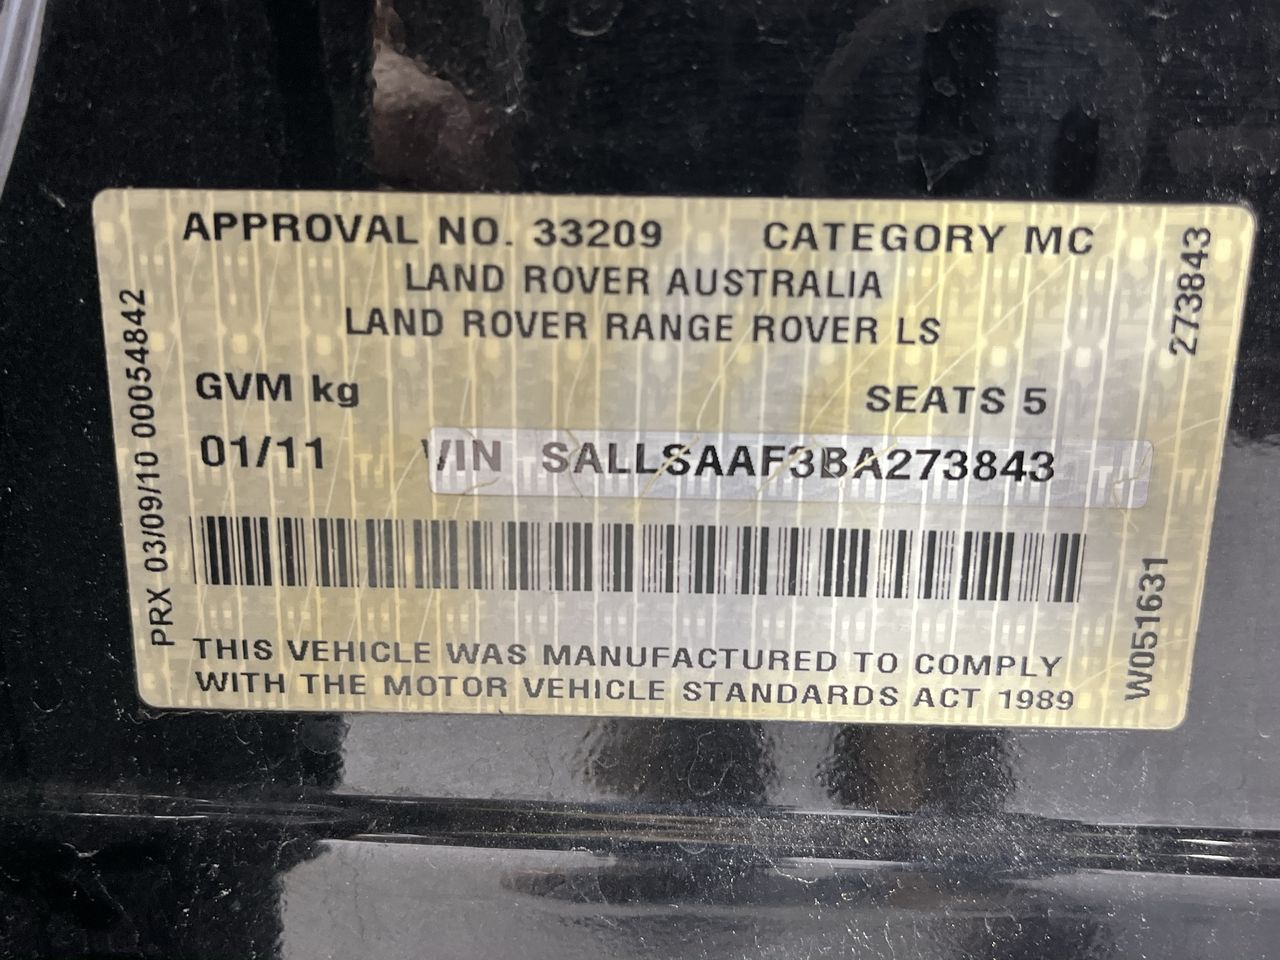 APPROVAL NO. 33209 CATEGORY MC
LAND ROVER AUSTRALIA
LAND ROVER RANGE ROVER LS
GVM kg SEATS 5
01/11 VIN SALLSAAF3BA273843
THIS VEHICLE WAS MANUFACTURED TO COMPLY
WITH THE MOTOR VEHICLE STANDARDS ACT 1989
PRX 03/09/10 00054842
273843
W051631